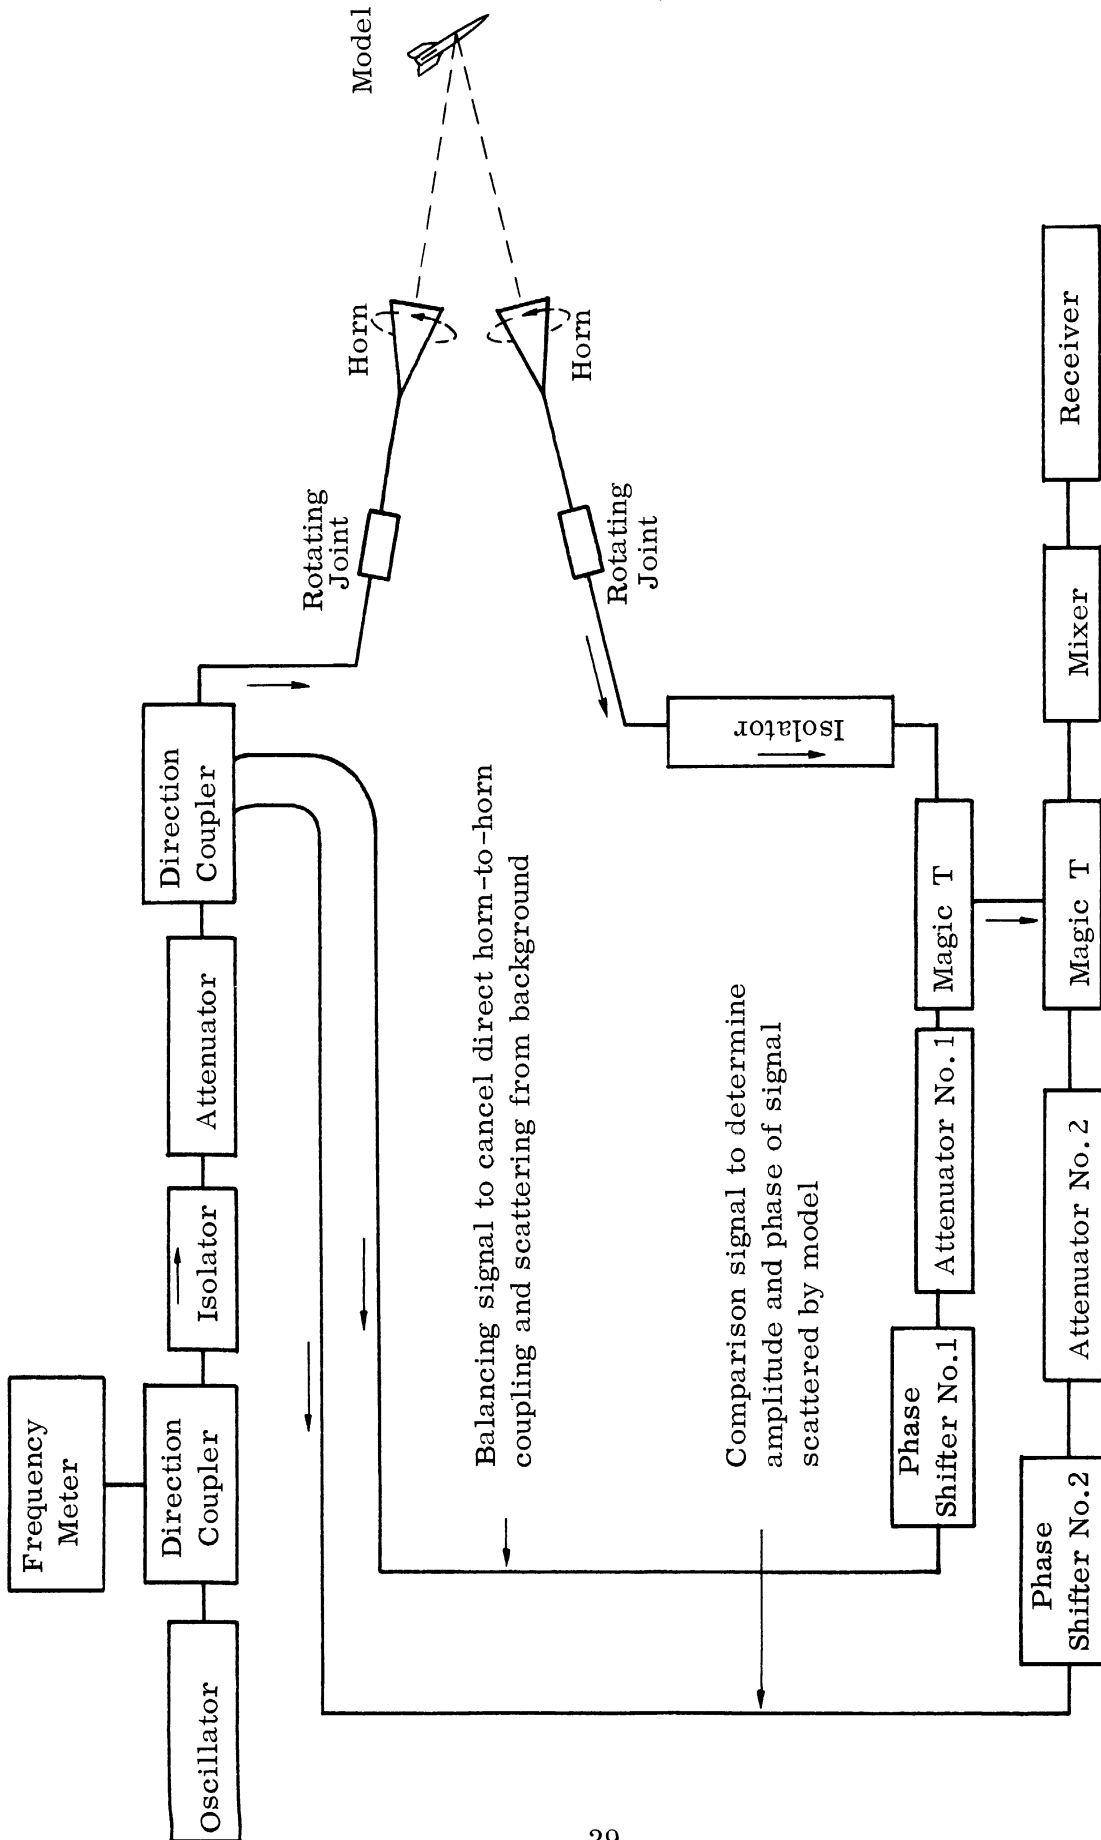 Oscillator
Frequency
Meter
Direction
Coupler
Isolator
Attenuator
Direction
Coupler
Rotating
Joint
Horn
Model
Horn
Rotating
Joint
Isolator
Balancing signal to cancel direct horn-to-horn
coupling and scattering from background
Comparison signal to determine
amplitude and phase of signal
scattered by model
Phase
Shifter No.1
Attenuator No.1
Magic T
Phase
Shifter No.2
Attenuator No.2
Magic T
Mixer
Receiver
29